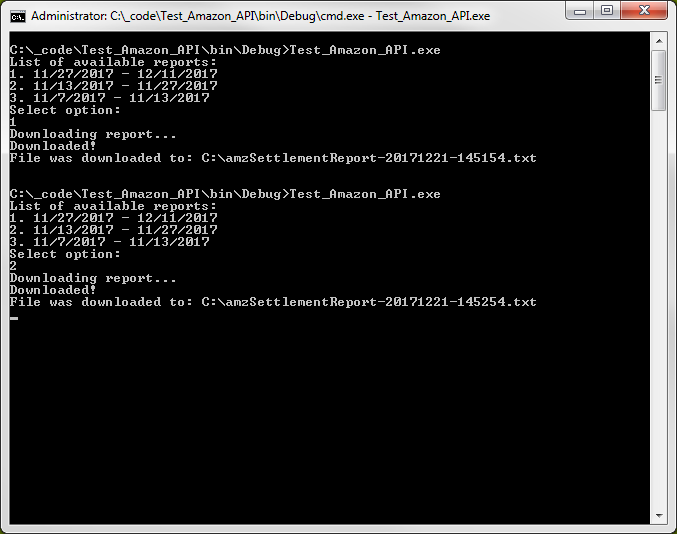 Administrator: C:\_code\Test_Amazon_API\bin\Debug\cmd.exe - Test_Amazon_API.exe
C:\_code\Test_Amazon_API\bin\Debug>Test_Amazon_API.exe
List of available reports:
1. 11/27/2017 - 12/11/2017
2. 11/13/2017 - 11/27/2017
3. 11/7/2017 - 11/13/2017
Select option:
1
Downloading report...
Downloaded!
File was downloaded to: C:\amzSettlementReport-20171221-145154.txt
C:\_code\Test_Amazon_API\bin\Debug>Test_Amazon_API.exe
List of available reports:
1. 11/27/2017 - 12/11/2017
2. 11/13/2017 - 11/27/2017
3. 11/7/2017 - 11/13/2017
Select option:
2
Downloading report...
Downloaded!
File was downloaded to: C:\amzSettlementReport-20171221-145254.txt